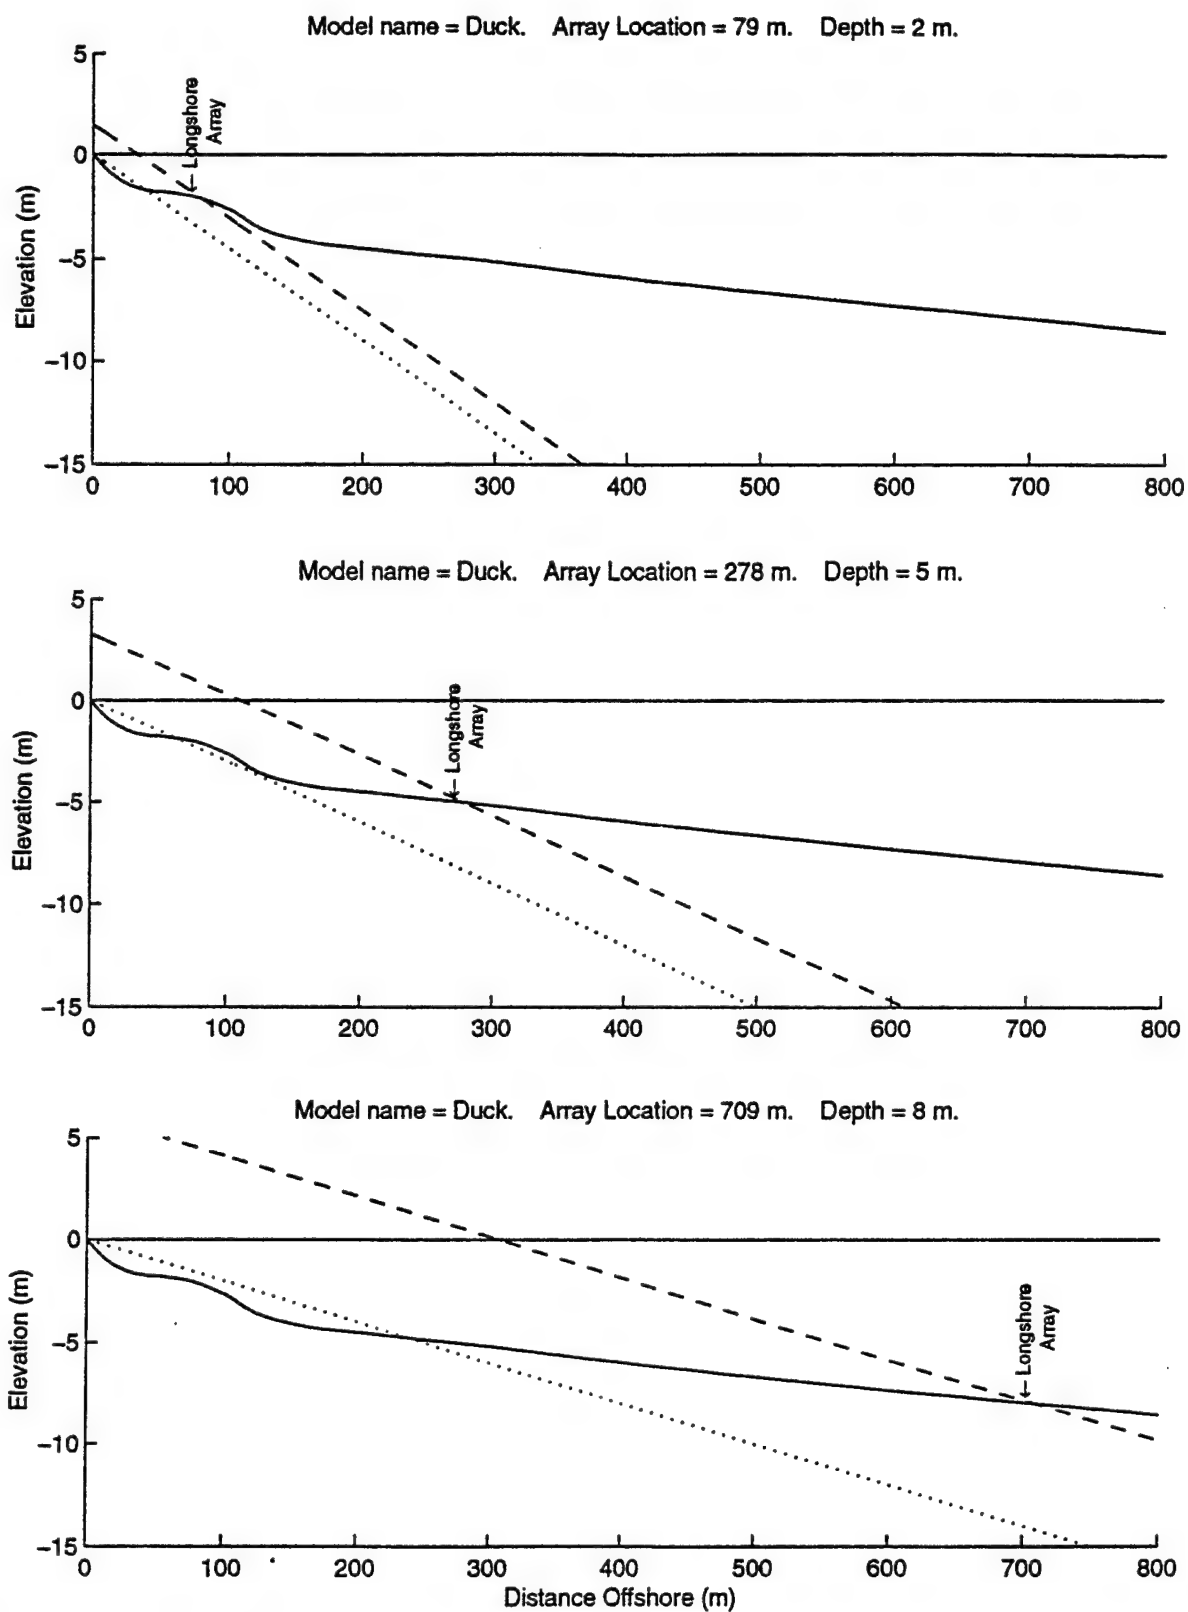 Model name = Duck. Array Location = 79 m. Depth = 2 m.
5
0
−5
−10
−15
Elevation (m)
Longshore
Array
0 100 200 300 400 500 600 700 800
Model name = Duck. Array Location = 278 m. Depth = 5 m.
5
0
−5
−10
−15
Elevation (m)
Longshore
Array
0 100 200 300 400 500 600 700 800
Model name = Duck. Array Location = 709 m. Depth = 8 m.
5
0
−5
−10
−15
Elevation (m)
Longshore
Array
0 100 200 300 400 500 600 700 800
Distance Offshore (m)